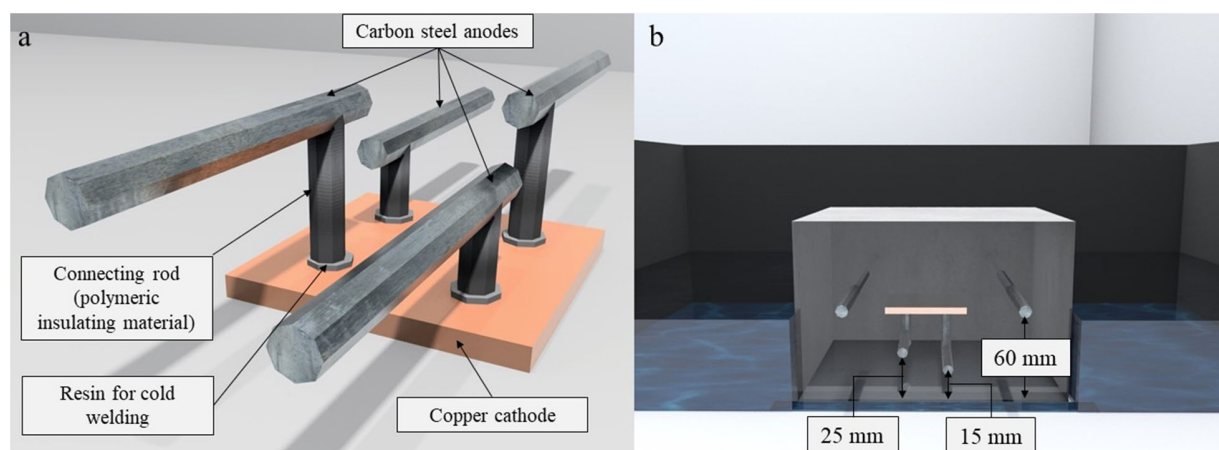 a
Carbon steel anodes
Connecting rod
(polymeric
insulating material)
Resin for cold
welding
Copper cathode
b
60 mm
25 mm
15 mm